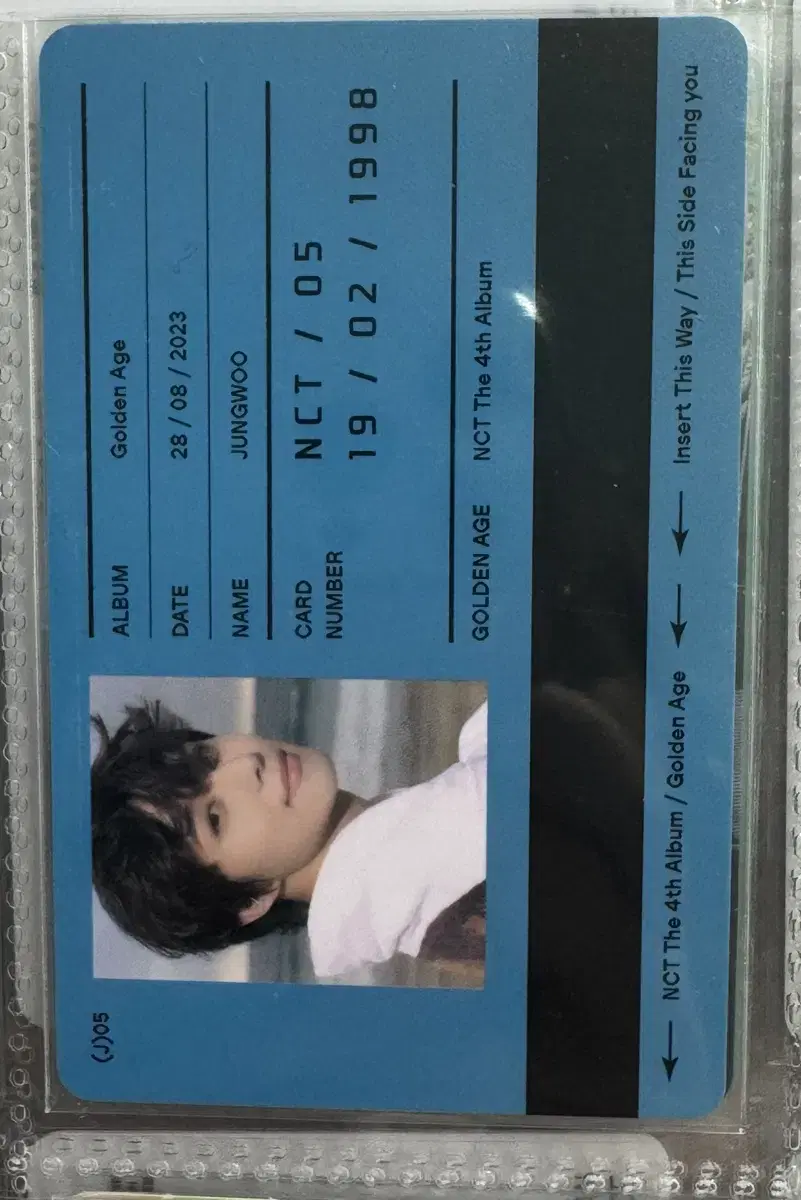 (J)05
ALBUM Golden Age
DATE 28 / 08 / 2023
NAME JUNGWOO
CARD NUMBER NCT / 05
19 / 02 / 1998
GOLDEN AGE NCT The 4th Album
← NCT The 4th Album / Golden Age ← ← Insert This Way / This Side Facing you